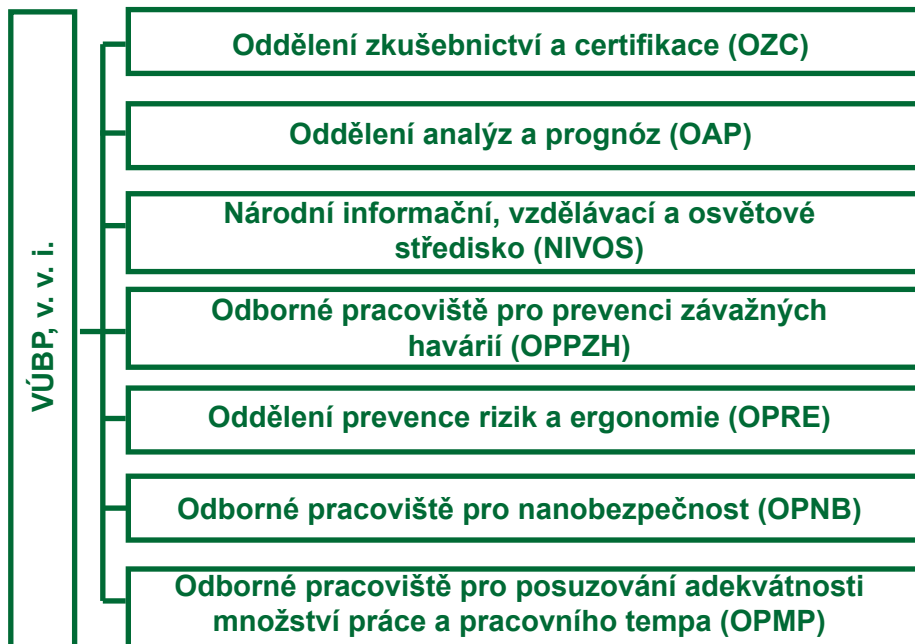 VÚBP, v. v. i.
Oddělení zkušebnictví a certifikace (OZC)
Oddělení analýz a prognóz (OAP)
Národní informační, vzdělávací a osvětové
středisko (NIVOS)
Odborné pracoviště pro prevenci závažných
havárií (OPPZH)
Oddělení prevence rizik a ergonomie (OPRE)
Odborné pracoviště pro nanobezpečnost (OPNB)
Odborné pracoviště pro posuzování adekvátnosti
množství práce a pracovního tempa (OPMP)